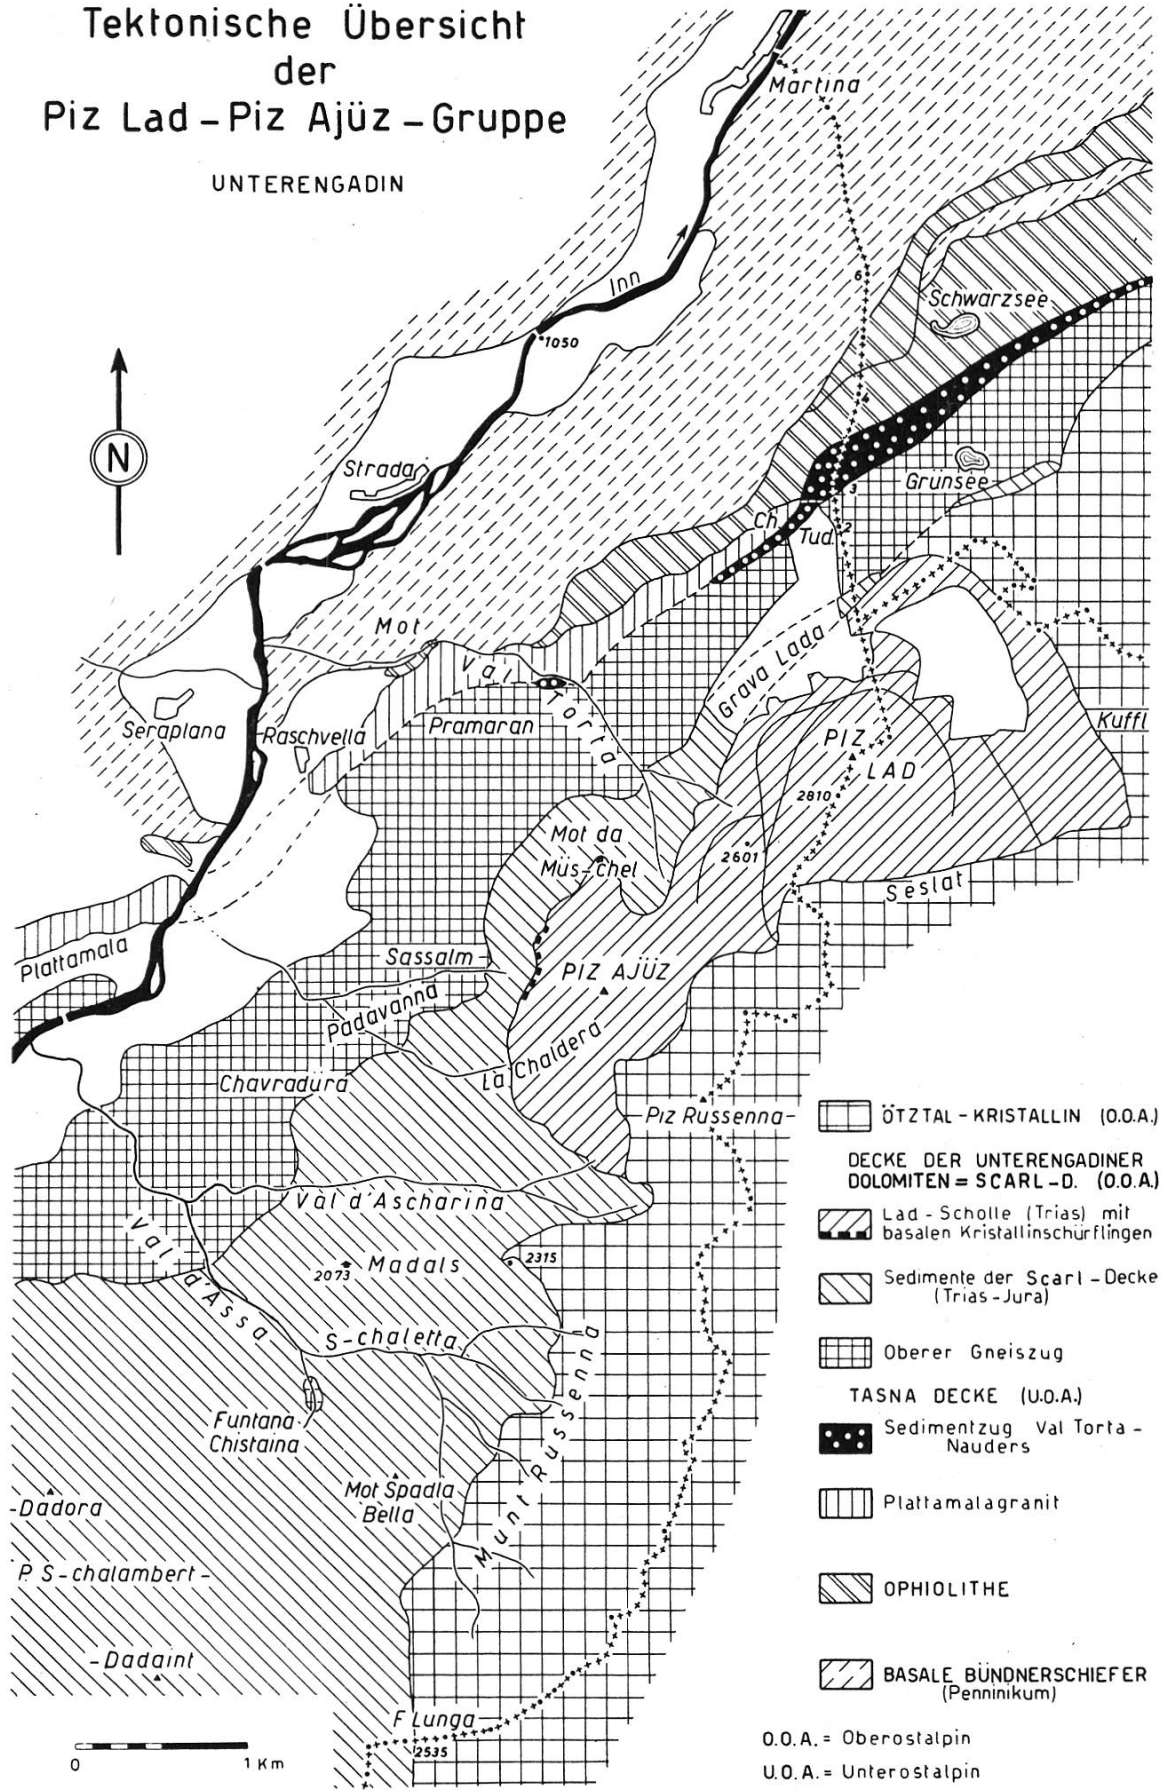 Tektonische Übersicht
der
Piz Lad – Piz Ajüz – Gruppe
UNTERENGADIN
Martina
Inn
6
Schwarzsee
1050
4
N
Strada
Grünsee
3
Ch.
Tud.
2
Mot
Val Torta
Grava Lada
Seraplana
Raschvella
Pramaran
Kuffl
PIZ
LAD
2810
Mot da
Müs-chel
2601
Seslat
Plattamala
Sassalm
PIZ AJÜZ
Padavanna
La Chaldera
Chavradüra
Piz Russenna-
Val d'Ascharina
Val d'Assa
2073
Madals
2315
S-chaletta
Funtana
Chistaina
Munt Russenna
Mot Spadla
Bella
-Dadora
P. S-chalambert-
-Dadaint
F. Lunga
2535
0 1 Km
ÖTZTAL-KRISTALLIN (O.O.A.)
DECKE DER UNTERENGADINER
DOLOMITEN = SCARL-D. (O.O.A.)
Lad-Scholle (Trias) mit
basalen Kristallinschürflingen
Sedimente der Scarl-Decke
(Trias-Jura)
Oberer Gneiszug
TASNA DECKE (U.O.A.)
Sedimentzug Val Torta-
Nauders
Plattamalagranit
OPHIOLITHE
BASALE BÜNDNERSCHIEFER
(Penninikum)
O.O.A. = Oberostalpin
U.O.A. = Unterostalpin